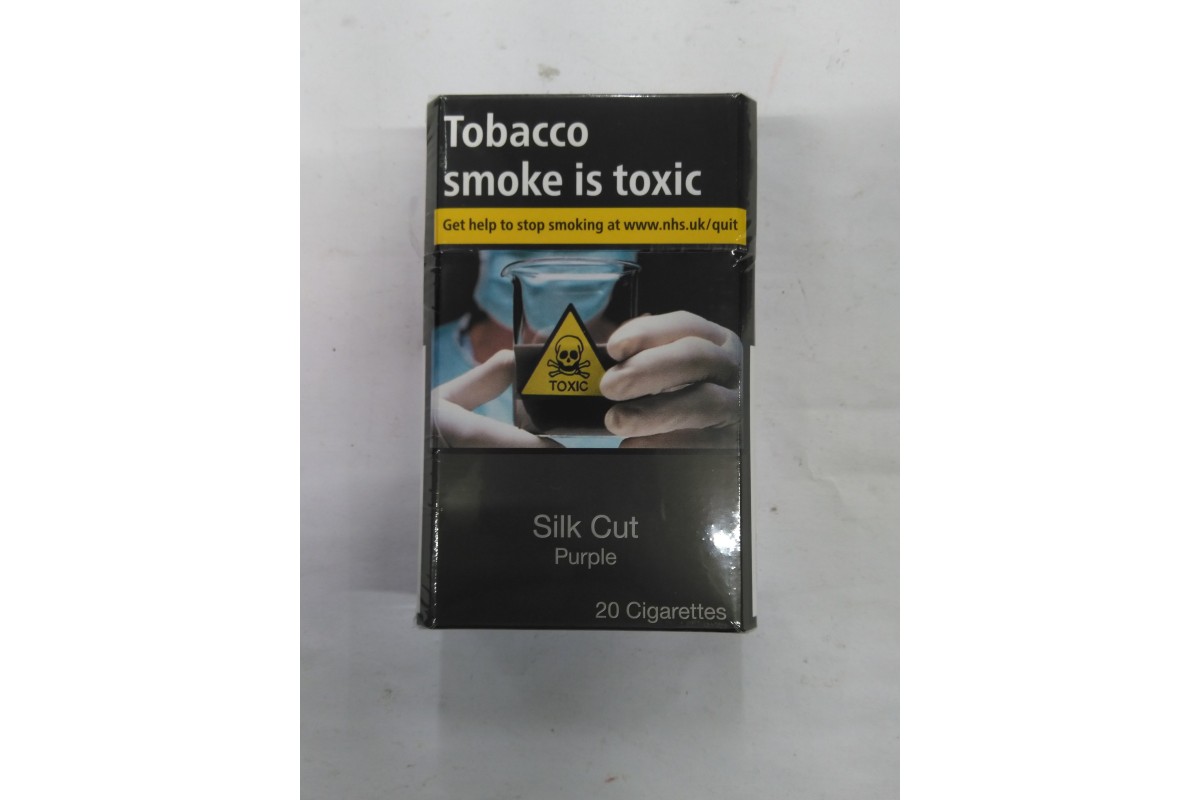 Tobacco
smoke is toxic
Get help to stop smoking at www.nhs.uk/quit
TOXIC
Silk Cut
Purple
20 Cigarettes